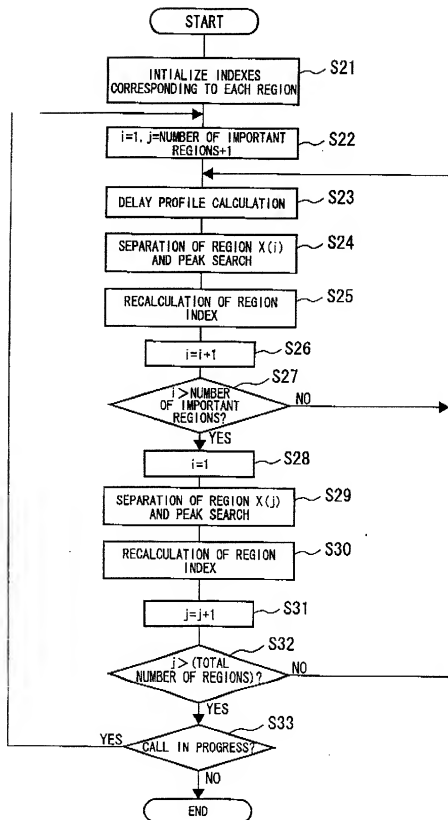 START
INTIALIZE INDEXES
CORRESPONDING TO EACH REGION
S21
i=1, j=NUMBER OF IMPORTANT
REGIONS+1
S22
DELAY PROFILE CALCULATION
S23
SEPARATION OF REGION X(i)
AND PEAK SEARCH
S24
RECALCULATION OF REGION
INDEX
S25
i=i+1
S26
i>NUMBER
OF IMPORTANT
REGIONS?
S27
NO
YES
i=1
S28
SEPARATION OF REGION X(j)
AND PEAK SEARCH
S29
RECALCULATION OF REGION
INDEX
S30
j=j+1
S31
j>(TOTAL
NUMBER OF REGIONS)?
S32
NO
YES
CALL IN PROGRESS?
S33
YES
NO
END